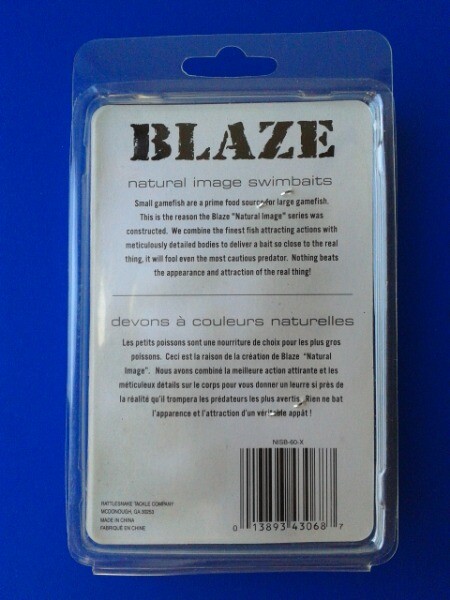 BLAZE
natural image swimbaits
Small gamefish are a prime food source for large gamefish.
This is the reason the Blaze "Natural Image" series was
constructed. We combine the finest fish attracting actions with
meticulously detailed bodies to deliver a bait so close to the real
thing, it will fool even the most cautious predator. Nothing beats
the appearance and attraction of the real thing!
devons à couleurs naturelles
Les petits poissons sont une nourriture de choix pour les plus gros
poissons. Ceci est la raison de la création de Blaze "Natural
Image". Nous avons combiné la meilleure action attirante et les
méticuleux détails sur le corps pour vous donner un leurre si près de
la réalité qu'il trompera les prédateurs les plus avertis. Rien ne bat
l'apparence et l'attraction d'un véritable appât !
NISB-60-X
RATTLESNAKE TACKLE COMPANY
MCDONOUGH, GA 30253
MADE IN CHINA
FABRIQUÉ EN CHINE
0 13893 43068 7